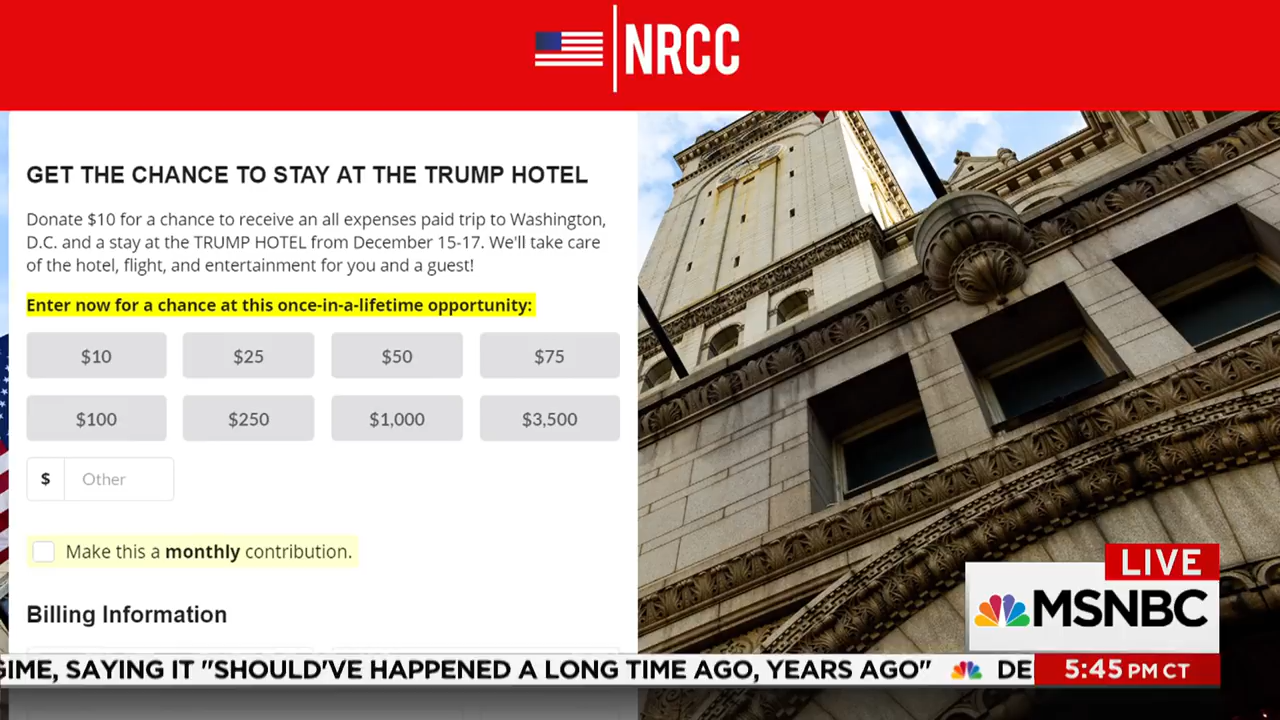 NRCC
GET THE CHANCE TO STAY AT THE TRUMP HOTEL
Donate $10 for a chance to receive an all expenses paid trip to Washington,
D.C. and a stay at the TRUMP HOTEL from December 15-17. We'll take care
of the hotel, flight, and entertainment for you and a guest!
Enter now for a chance at this once-in-a-lifetime opportunity:
$10 $25 $50 $75
$100 $250 $1,000 $3,500
$ Other
Make this a monthly contribution.
Billing Information
LIVE
MSNBC
GIME, SAYING IT "SHOULD'VE HAPPENED A LONG TIME AGO, YEARS AGO" DE
5:45 PM CT